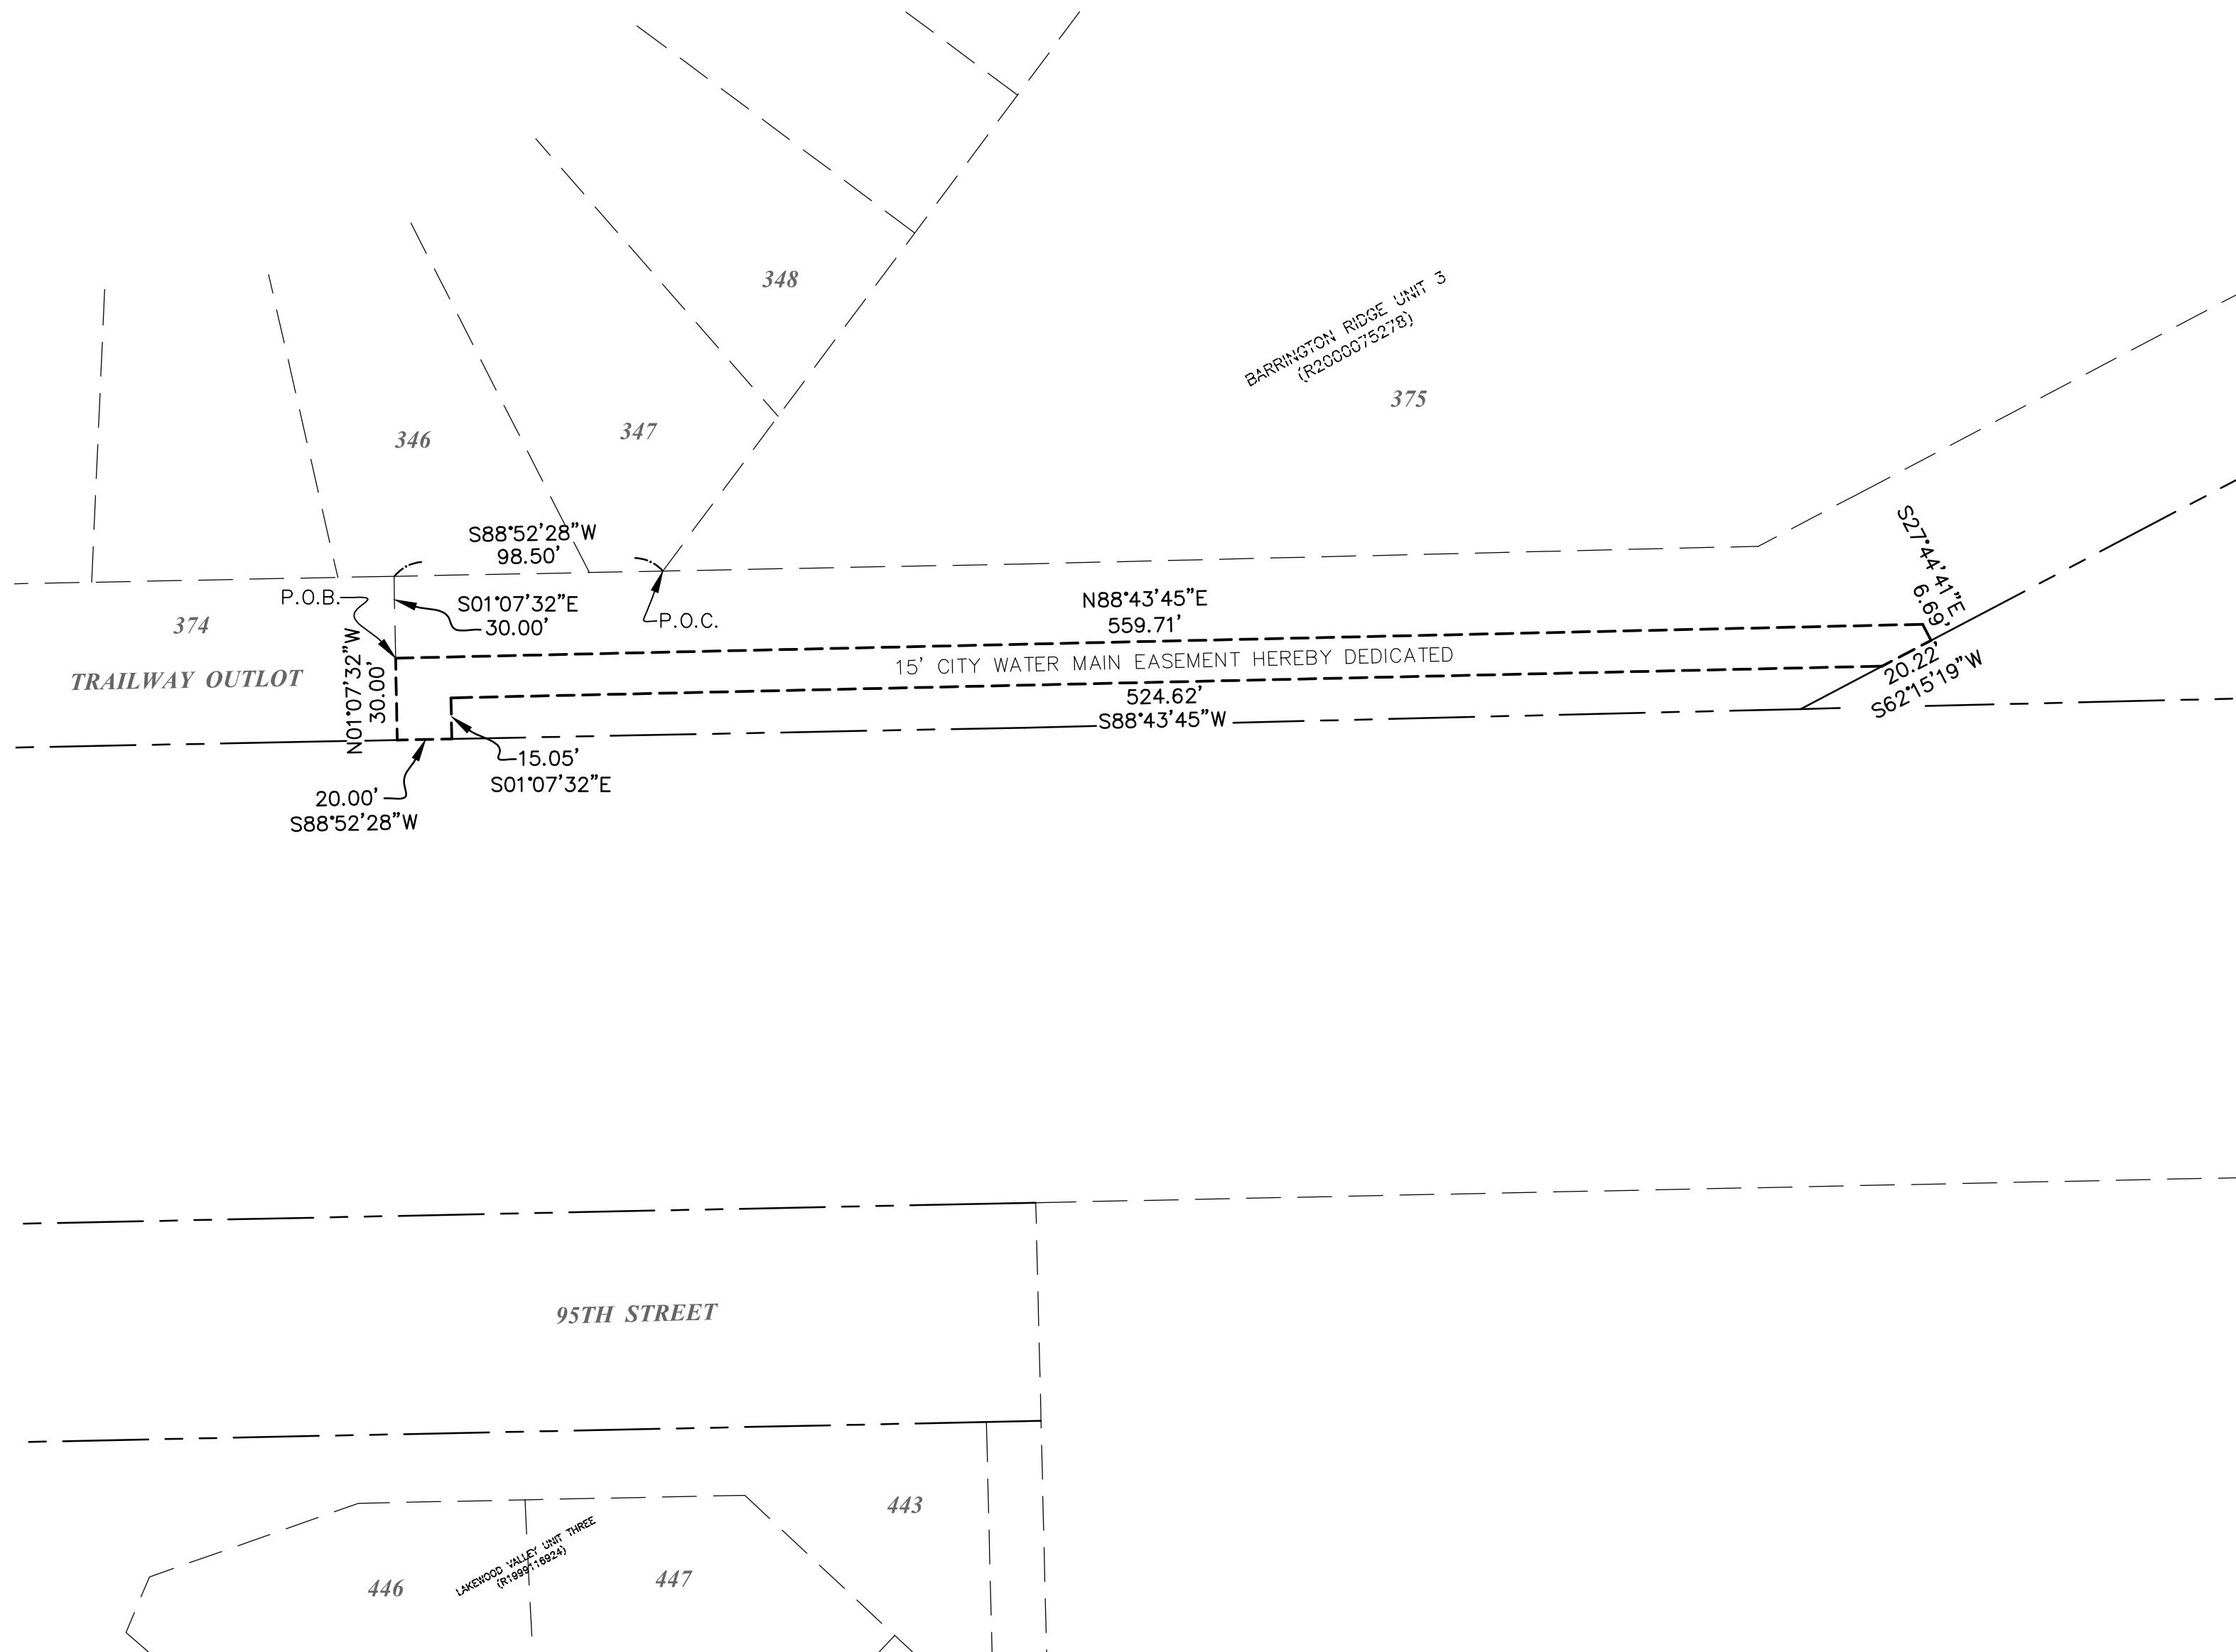 348
BARRINGTON RIDGE UNIT 3
(R2000075278)
375
346
347
S88°52'28"W
98.50'
S27°44'41"E
6.69'
P.O.B.
S01°07'32"E
30.00'
P.O.C.
N88°43'45"E
559.71'
374
TRAILWAY OUTLOT
N01°07'32"W
30.00'
15' CITY WATER MAIN EASEMENT HEREBY DEDICATED
524.62'
S88°43'45"W
20.22'
S62°15'19"W
15.05'
S01°07'32"E
20.00'
S88°52'28"W
95TH STREET
443
LAKEWOOD VALLEY UNIT THREE
(R1999116924)
446
447